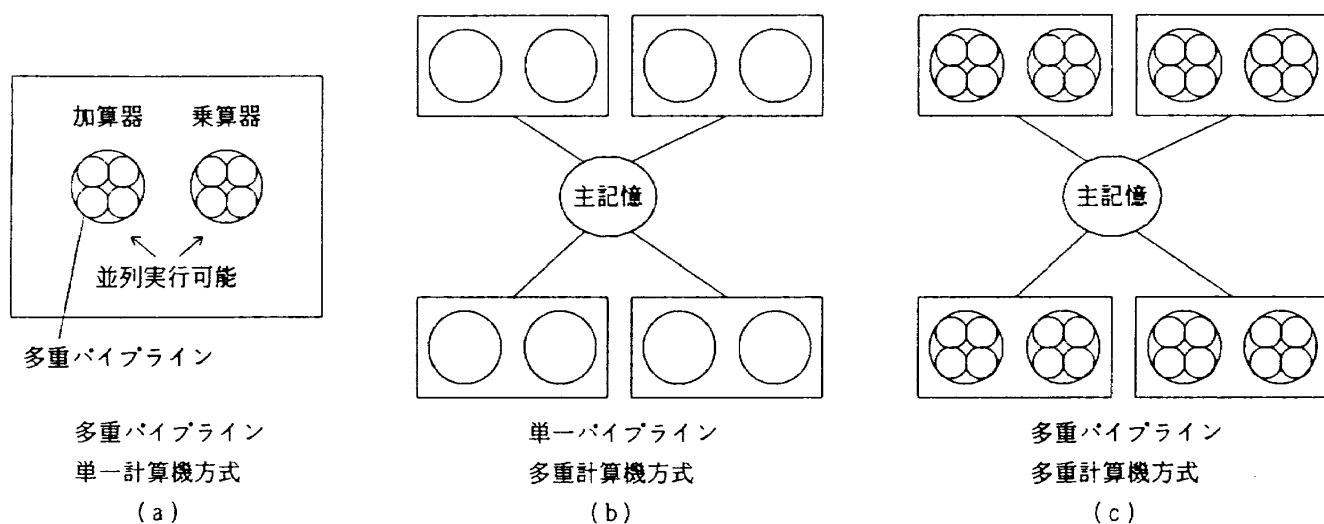 加算器
乗算器
並列実行可能
多重パイプライン
多重パイプライン
単一計算機方式
(a)
主記憶
単一パイプライン
多重計算機方式
(b)
主記憶
多重パイプライン
多重計算機方式
(c)